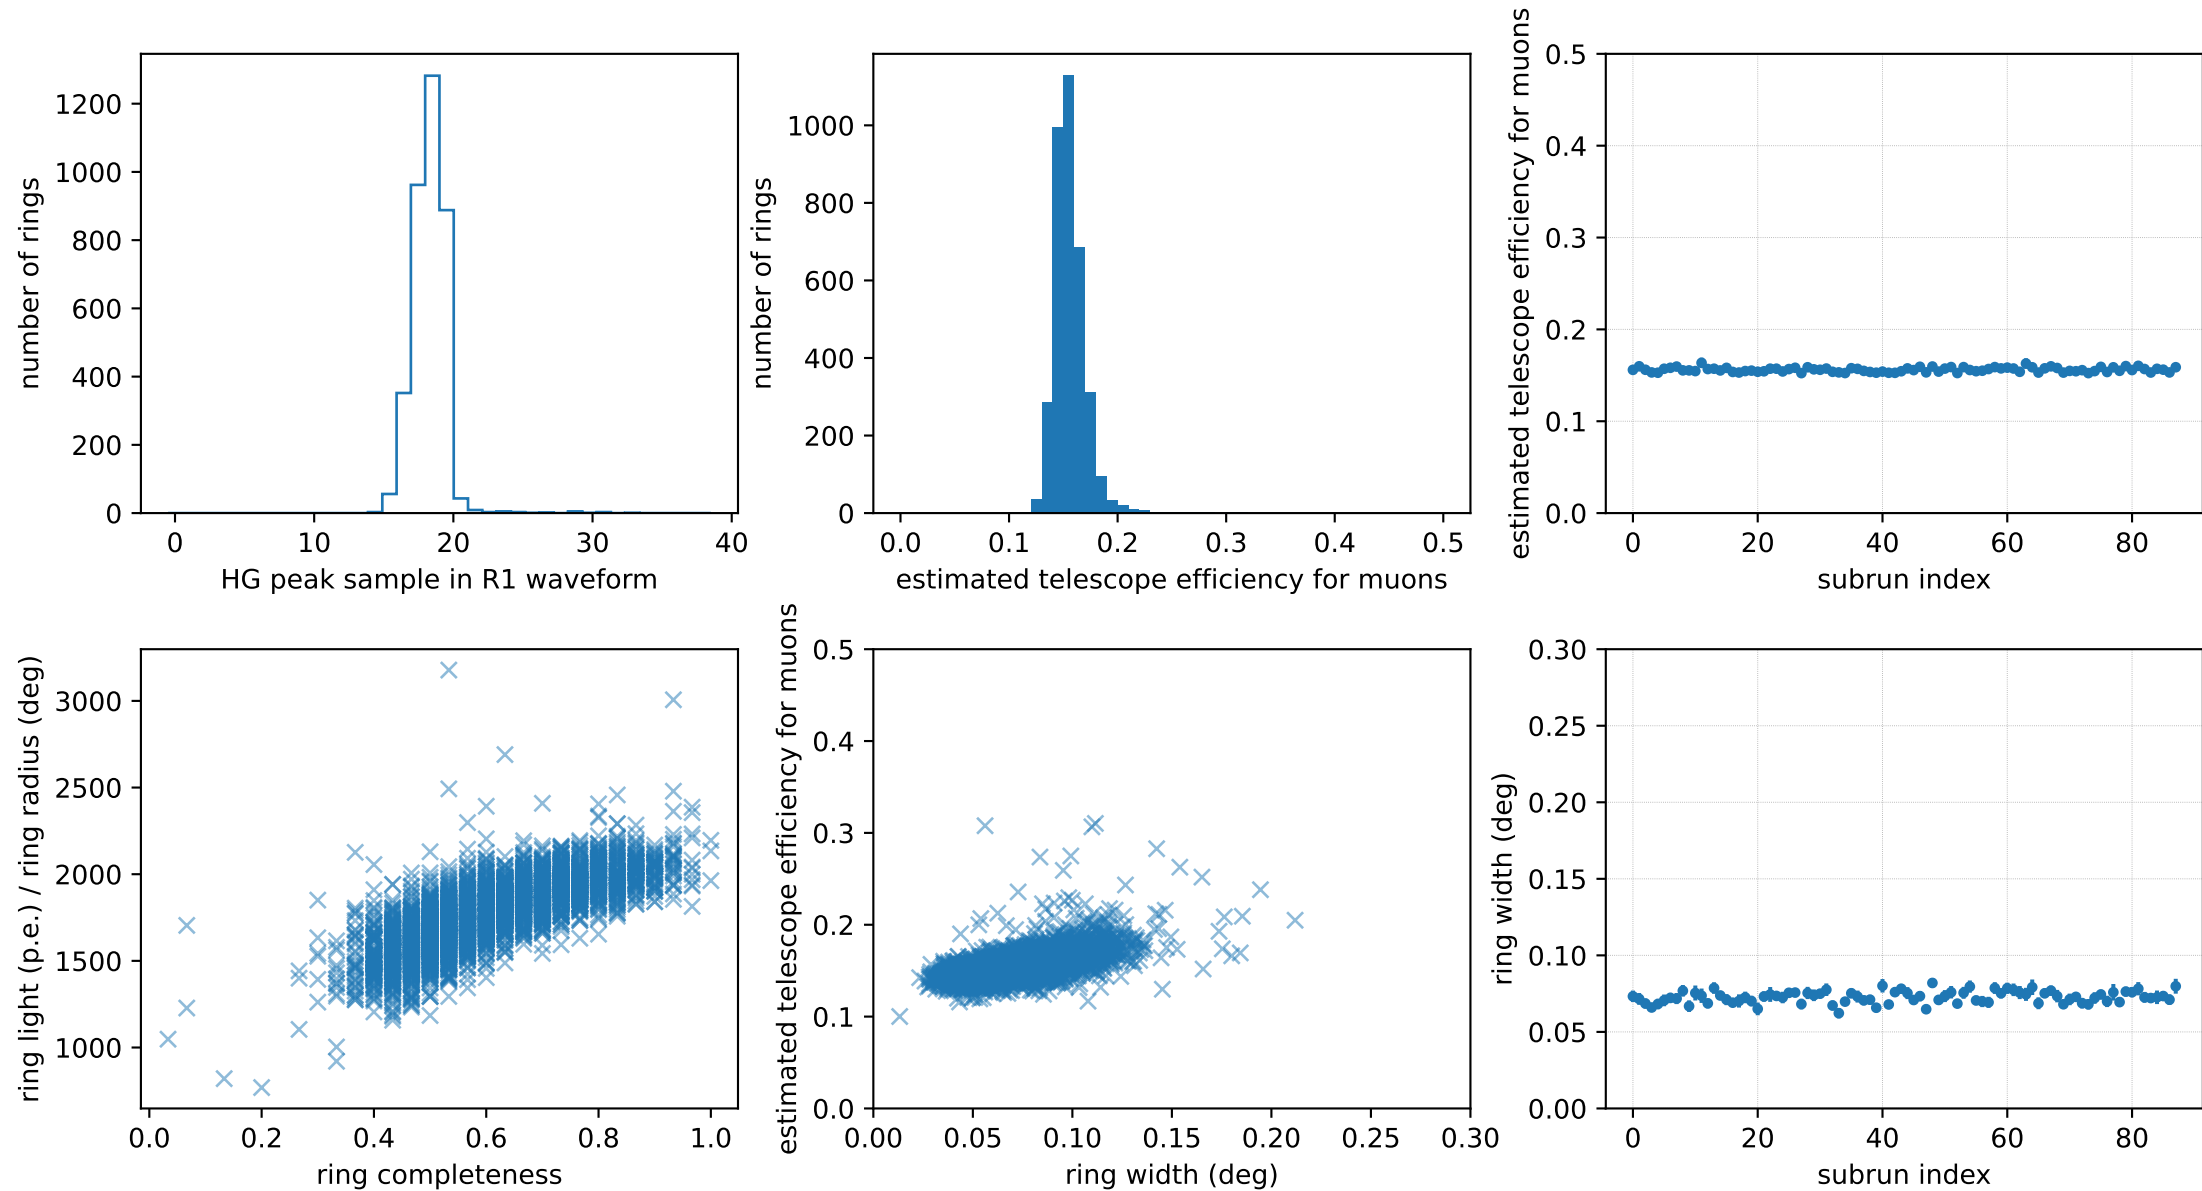 number of rings
1200
1000
800
600
400
200
0
0 10 20 30 40
HG peak sample in R1 waveform
number of rings
1000
800
600
400
200
0
0.0 0.1 0.2 0.3 0.4 0.5
estimated telescope efficiency for muons
estimated telescope efficiency for muons
0.5
0.4
0.3
0.2
0.1
0.0
0 20 40 60 80
subrun index
ring light (p.e.) / ring radius (deg)
3000
2500
2000
1500
1000
0.0 0.2 0.4 0.6 0.8 1.0
ring completeness
estimated telescope efficiency for muons
0.5
0.4
0.3
0.2
0.1
0.0
0.00 0.05 0.10 0.15 0.20 0.25 0.30
ring width (deg)
ring width (deg)
0.30
0.25
0.20
0.15
0.10
0.05
0.00
0 20 40 60 80
subrun index